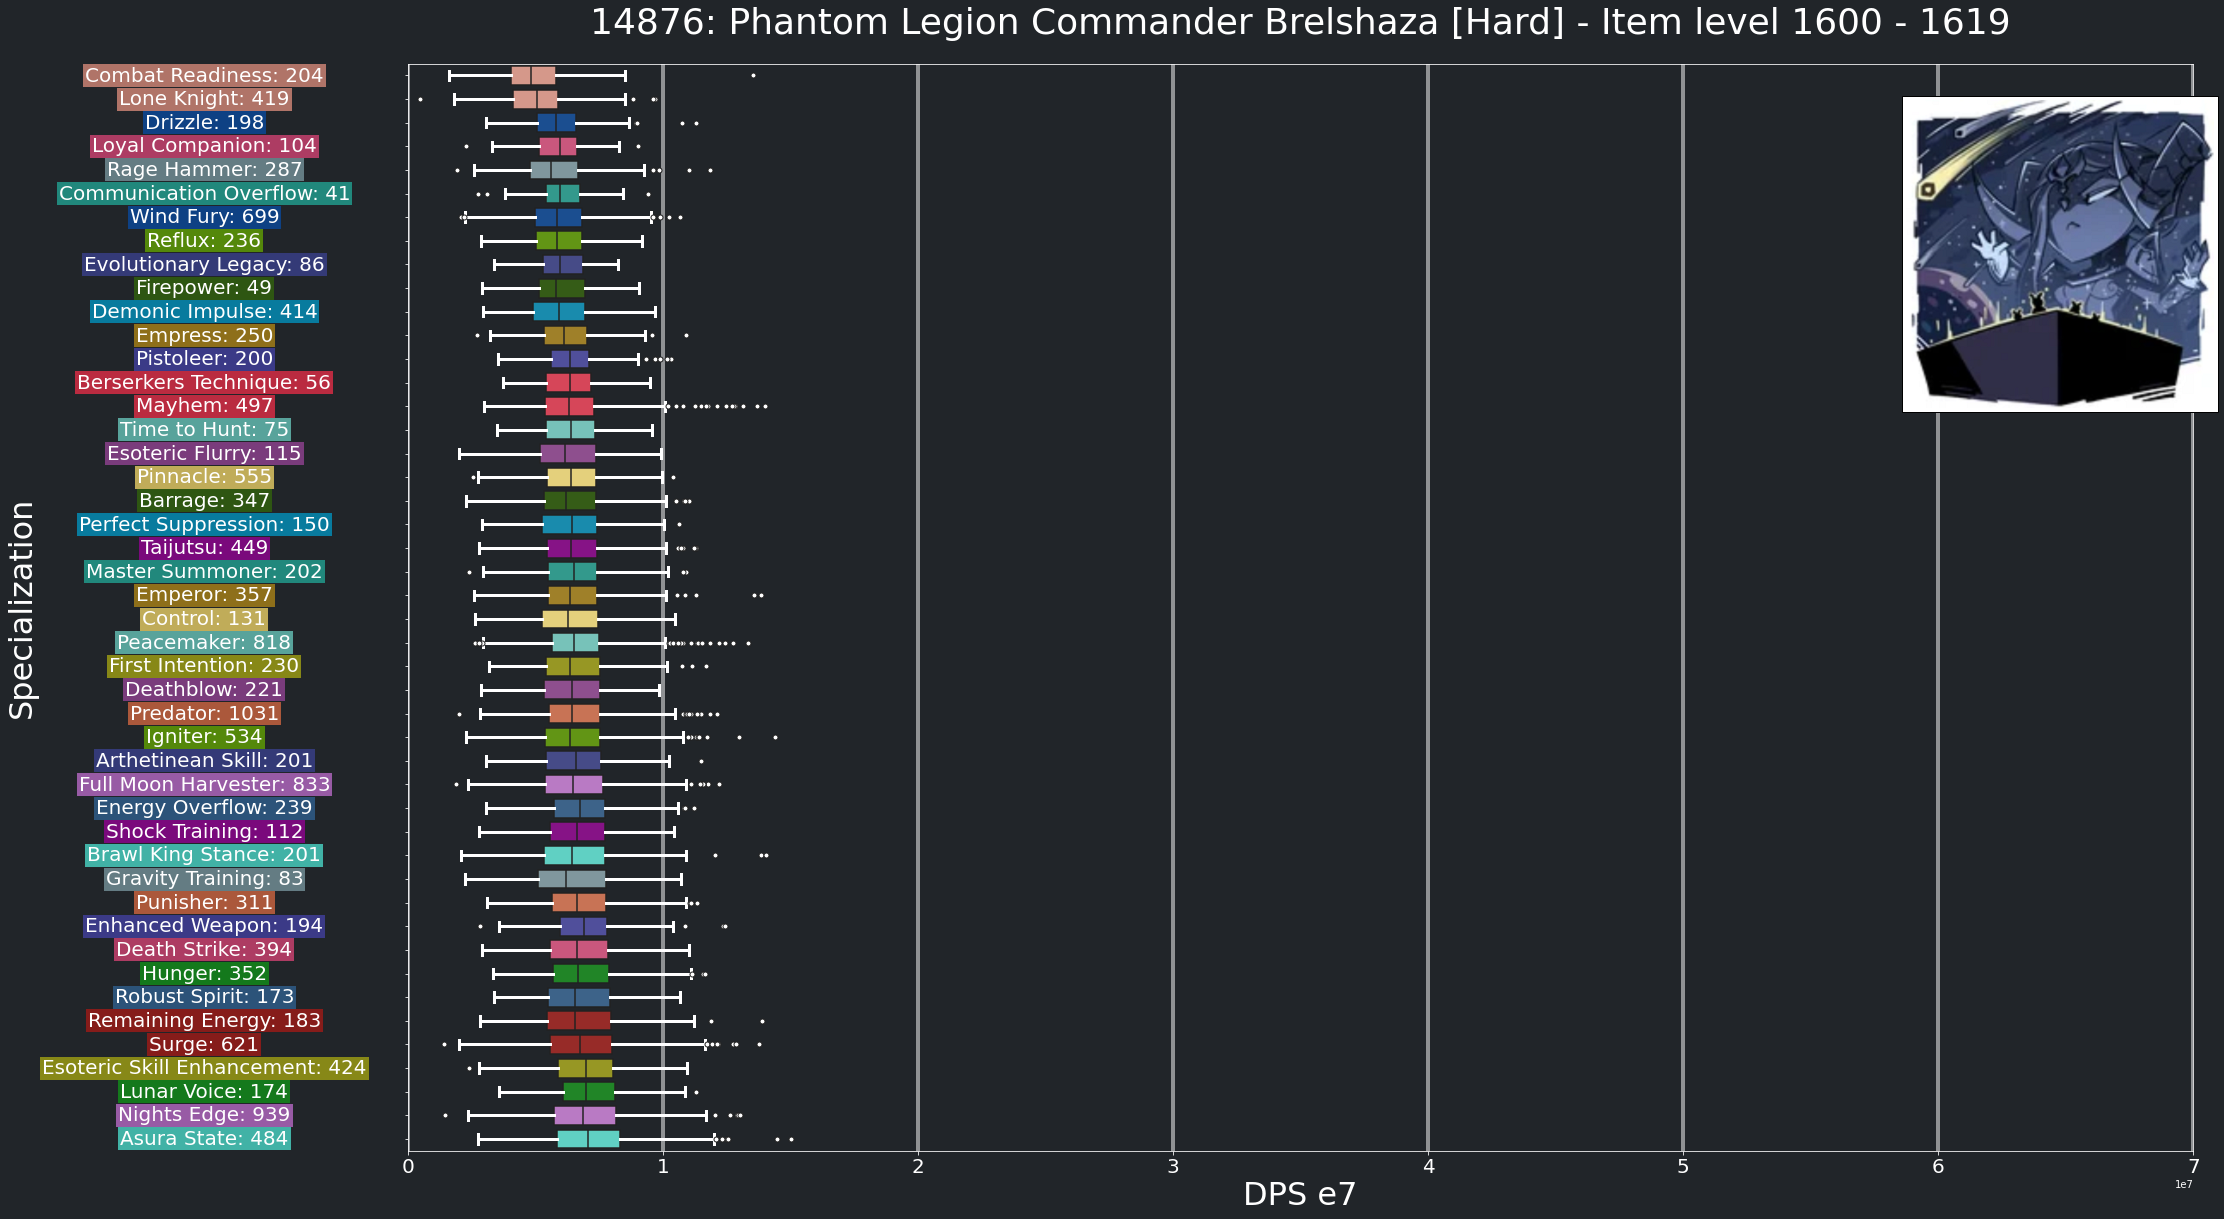 14876: Phantom Legion Commander Brelshaza [Hard] - Item level 1600 - 1619
Combat Readiness: 204
Lone Knight: 419
Drizzle: 198
Loyal Companion: 104
Rage Hammer: 287
Communication Overflow: 41
Wind Fury: 699
Reflux: 236
Evolutionary Legacy: 86
Firepower: 49
Demonic Impulse: 414
Empress: 250
Pistoleer: 200
Berserkers Technique: 56
Mayhem: 497
Time to Hunt: 75
Esoteric Flurry: 115
Pinnacle: 555
Barrage: 347
Perfect Suppression: 150
Taijutsu: 449
Master Summoner: 202
Emperor: 357
Control: 131
Peacemaker: 818
First Intention: 230
Deathblow: 221
Predator: 1031
Igniter: 534
Arthetinean Skill: 201
Full Moon Harvester: 833
Energy Overflow: 239
Shock Training: 112
Brawl King Stance: 201
Gravity Training: 83
Punisher: 311
Enhanced Weapon: 194
Death Strike: 394
Hunger: 352
Robust Spirit: 173
Remaining Energy: 183
Surge: 621
Esoteric Skill Enhancement: 424
Lunar Voice: 174
Nights Edge: 939
Asura State: 484
Specialization
0 1 2 3 4 5 6 7
1e7
DPS e7